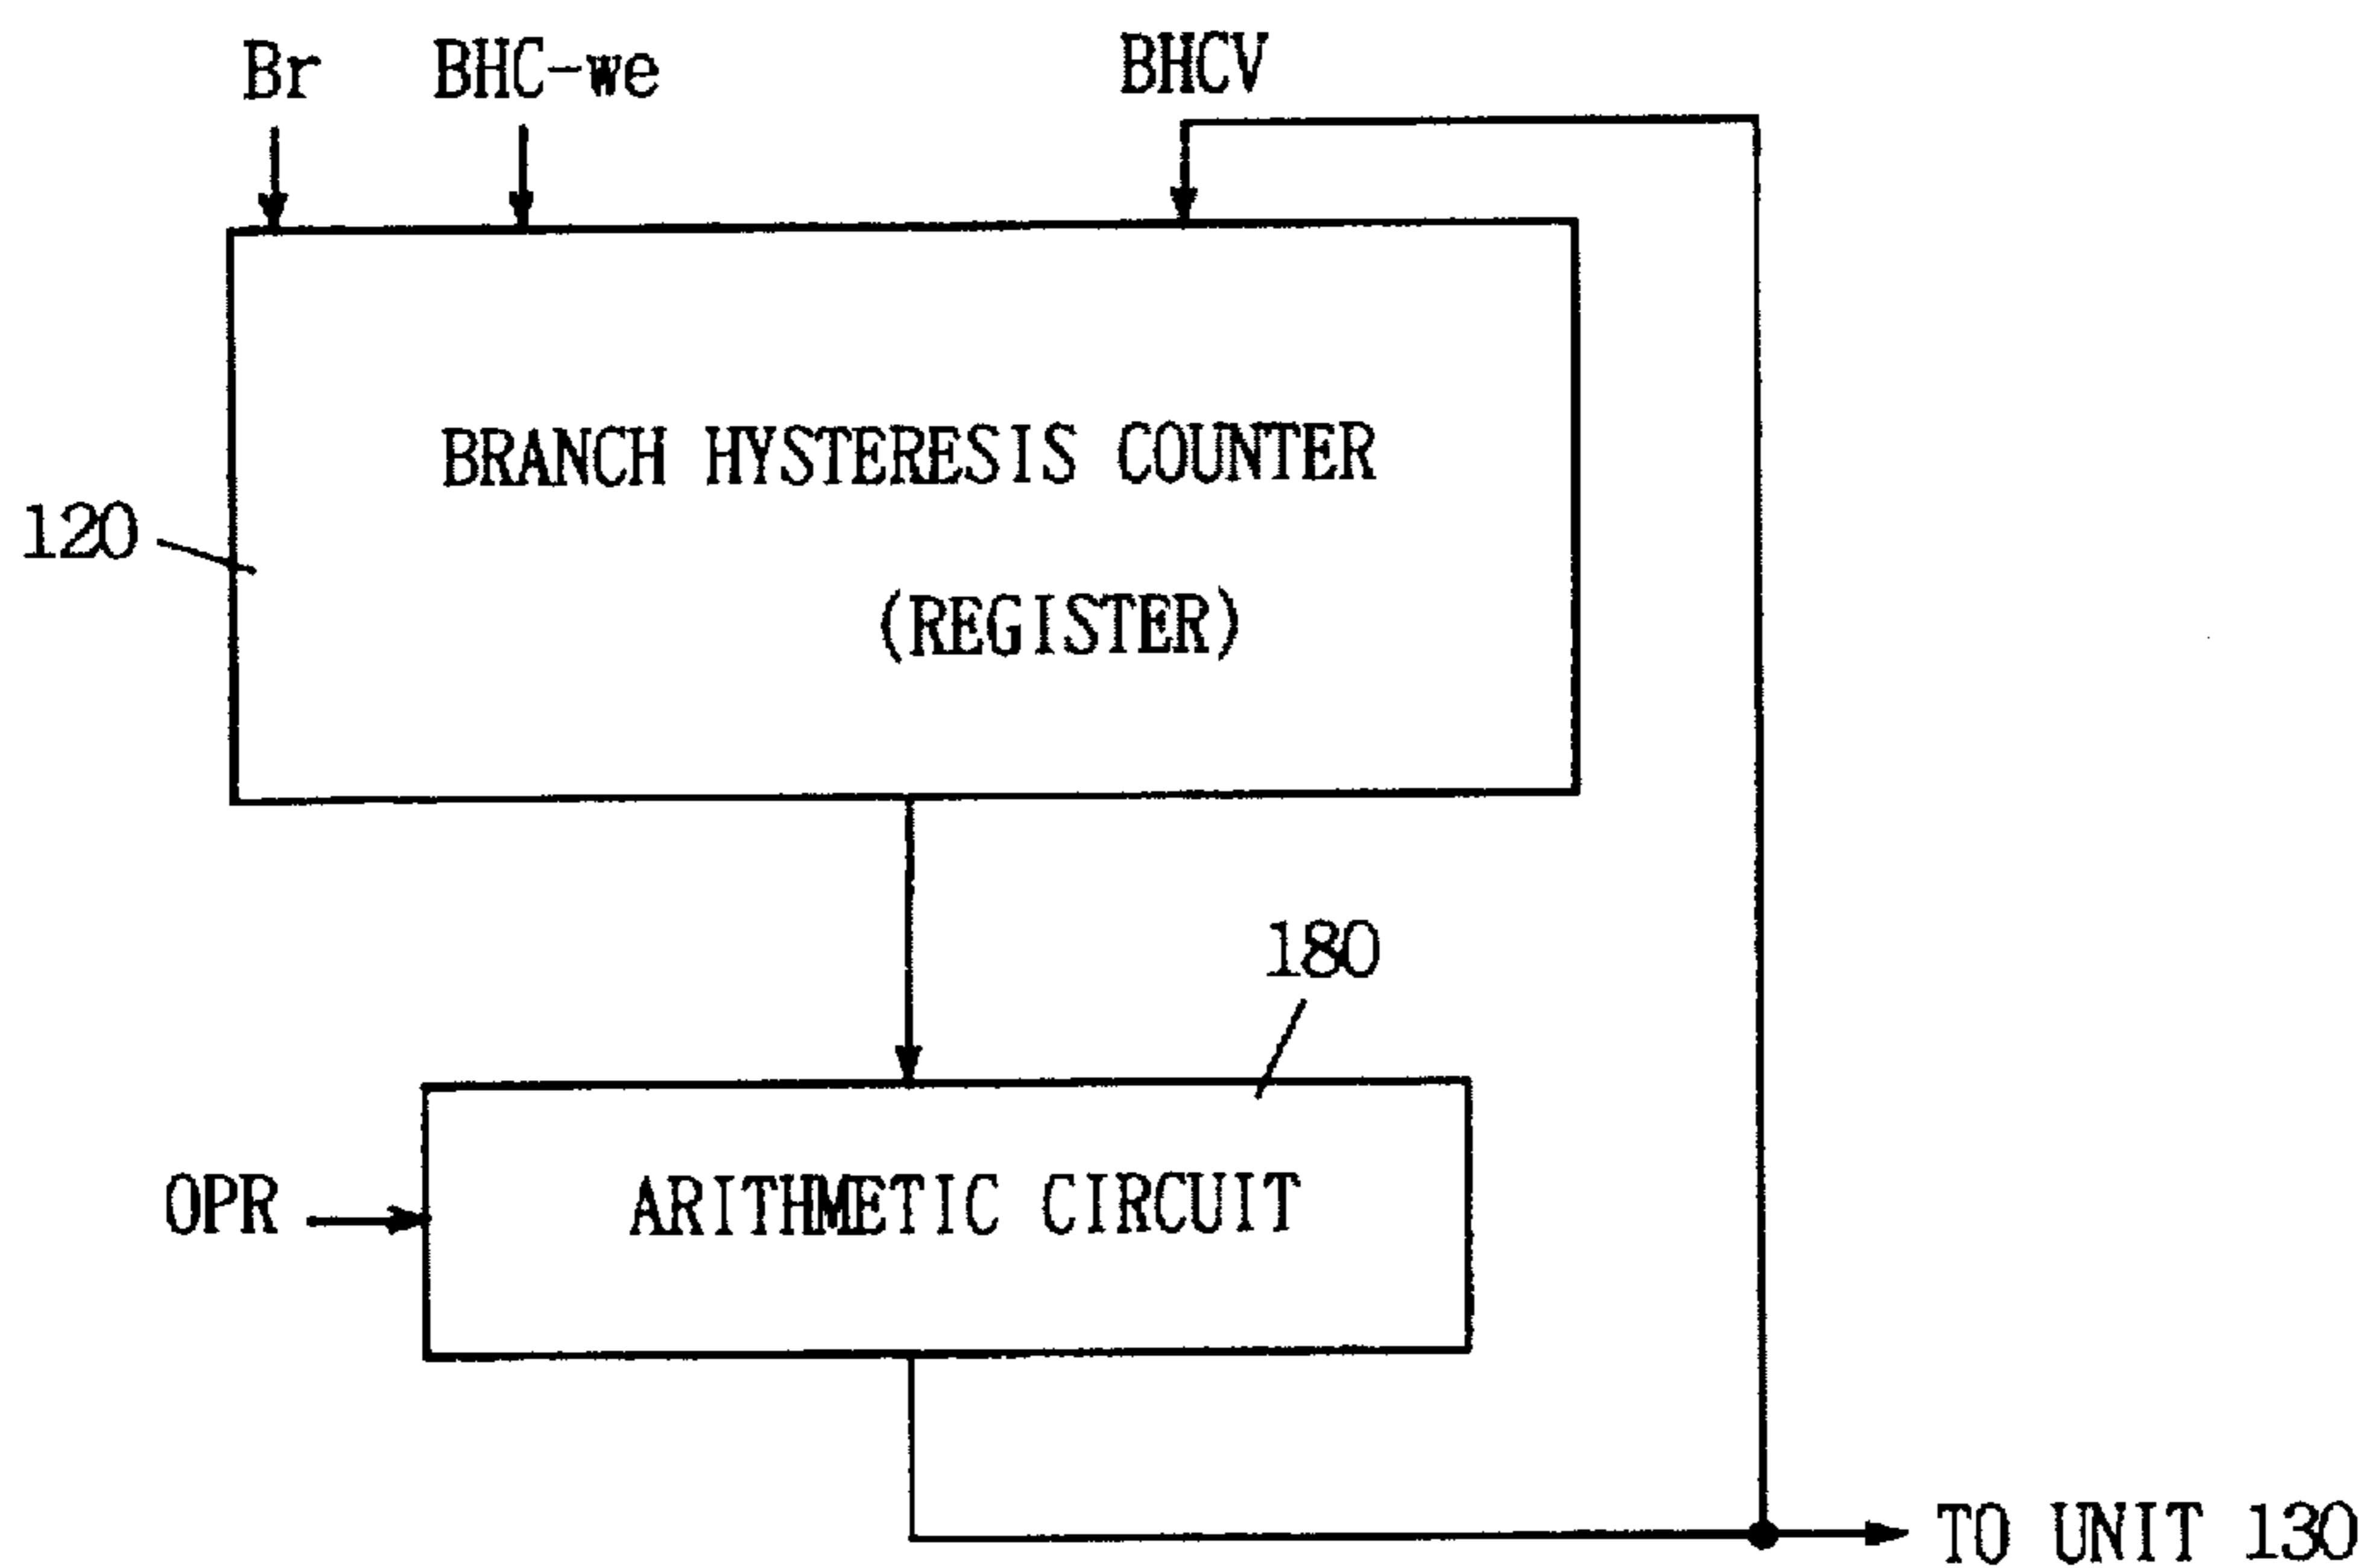 Br BHC-we BHCV
BRANCH HYSTERESIS COUNTER
120
(REGISTER)
180
OPR
ARITHMETIC CIRCUIT
TO UNIT 130